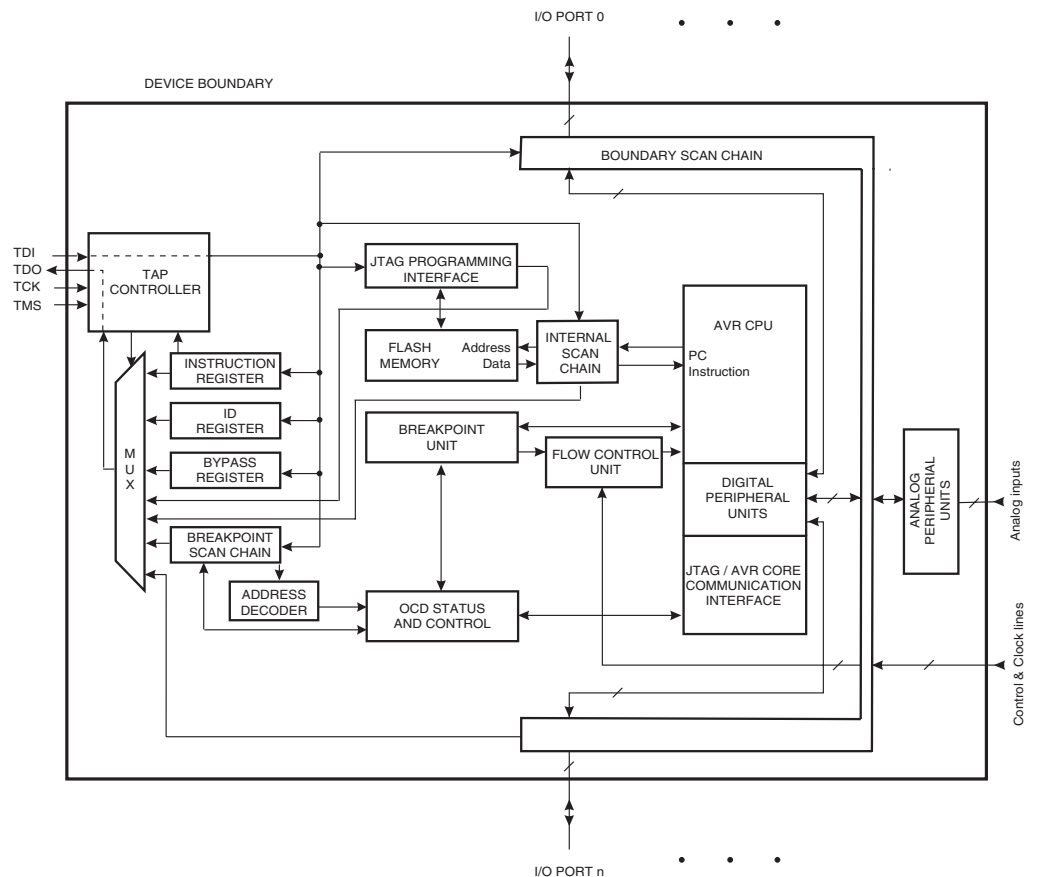 I/O PORT 0
DEVICE BOUNDARY
BOUNDARY SCAN CHAIN
TDI
TDO
TCK
TMS
TAP
CONTROLLER
JTAG PROGRAMMING
INTERFACE
AVR CPU
FLASH
MEMORY
Address
Data
INTERNAL
SCAN
CHAIN
PC
Instruction
INSTRUCTION
REGISTER
ID
REGISTER
M
U
X
BREAKPOINT
UNIT
FLOW CONTROL
UNIT
BYPASS
REGISTER
DIGITAL
PERIPHERAL
UNITS
ANALOG
PERIPHERIAL
UNITS
Analog inputs
BREAKPOINT
SCAN CHAIN
JTAG / AVR CORE
COMMUNICATION
INTERFACE
ADDRESS
DECODER
OCD STATUS
AND CONTROL
Control & Clock lines
I/O PORT n